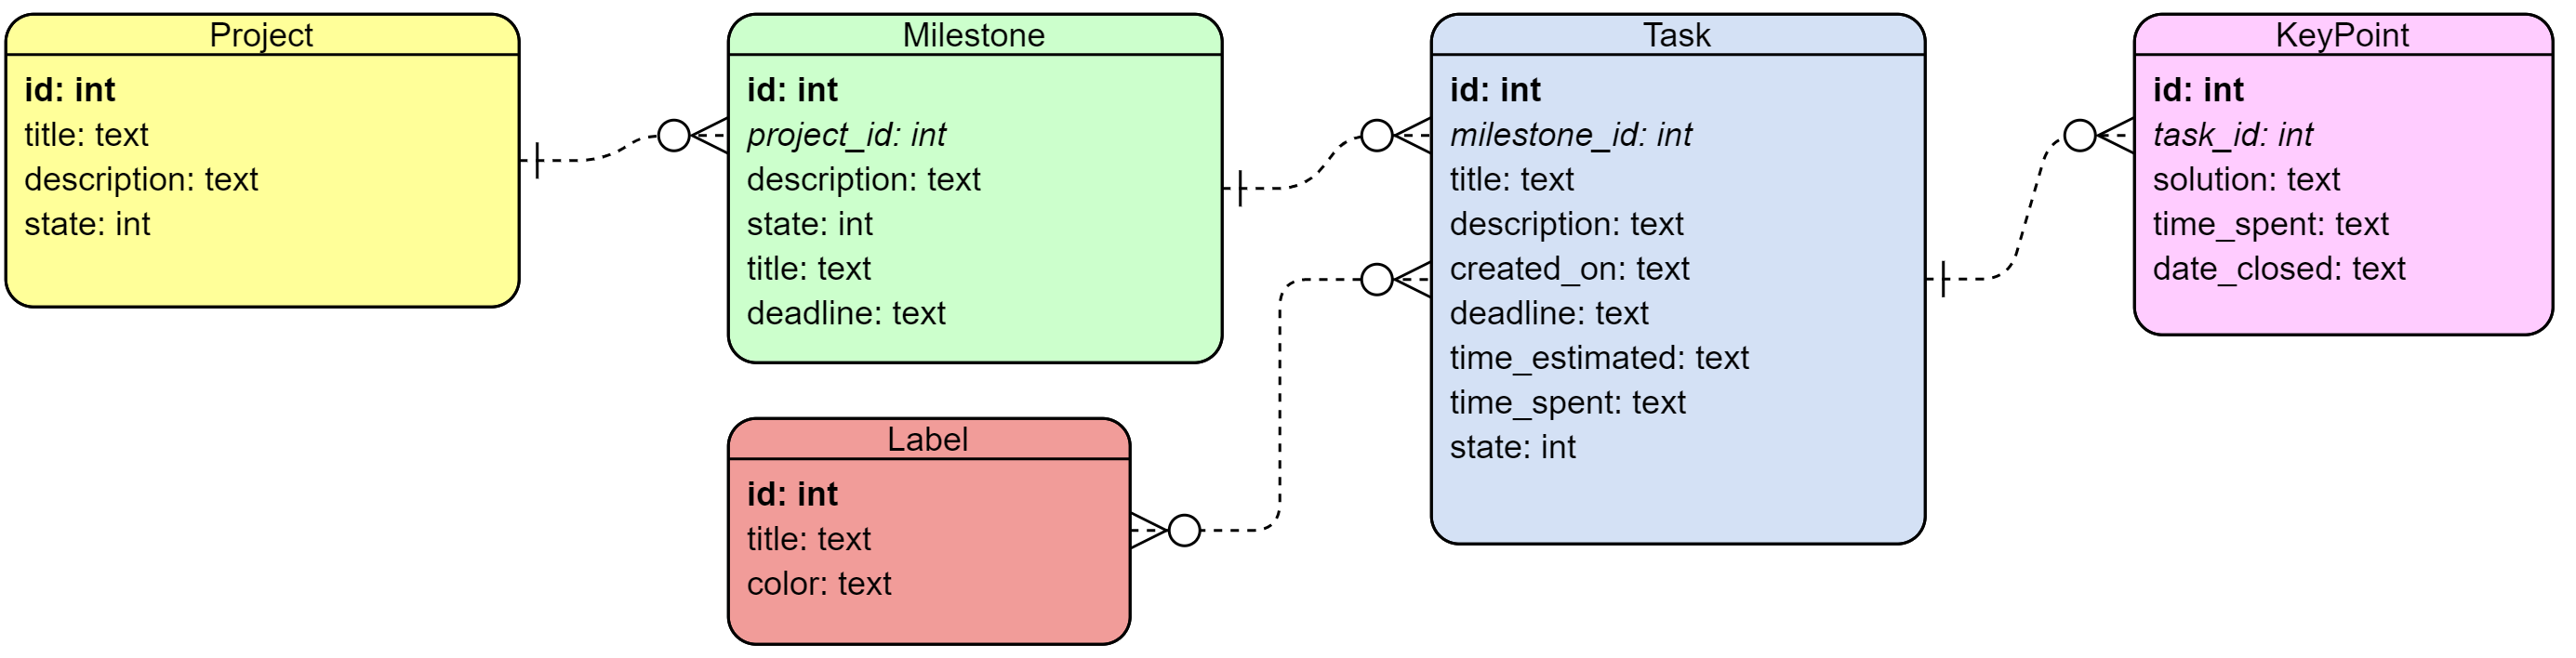 Project
id: int
title: text
description: text
state: int
Milestone
id: int
project_id: int
description: text
state: int
title: text
deadline: text
Label
id: int
title: text
color: text
Task
id: int
milestone_id: int
title: text
description: text
created_on: text
deadline: text
time_estimated: text
time_spent: text
state: int
KeyPoint
id: int
task_id: int
solution: text
time_spent: text
date_closed: text